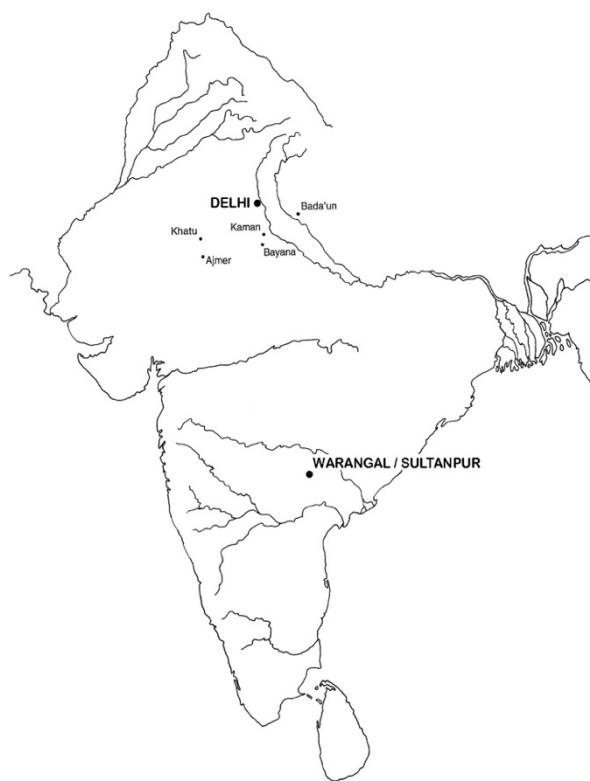 DELHI
Bada'un
Khatu
Kaman
Bayana
Ajmer
WARANGAL / SULTANPUR